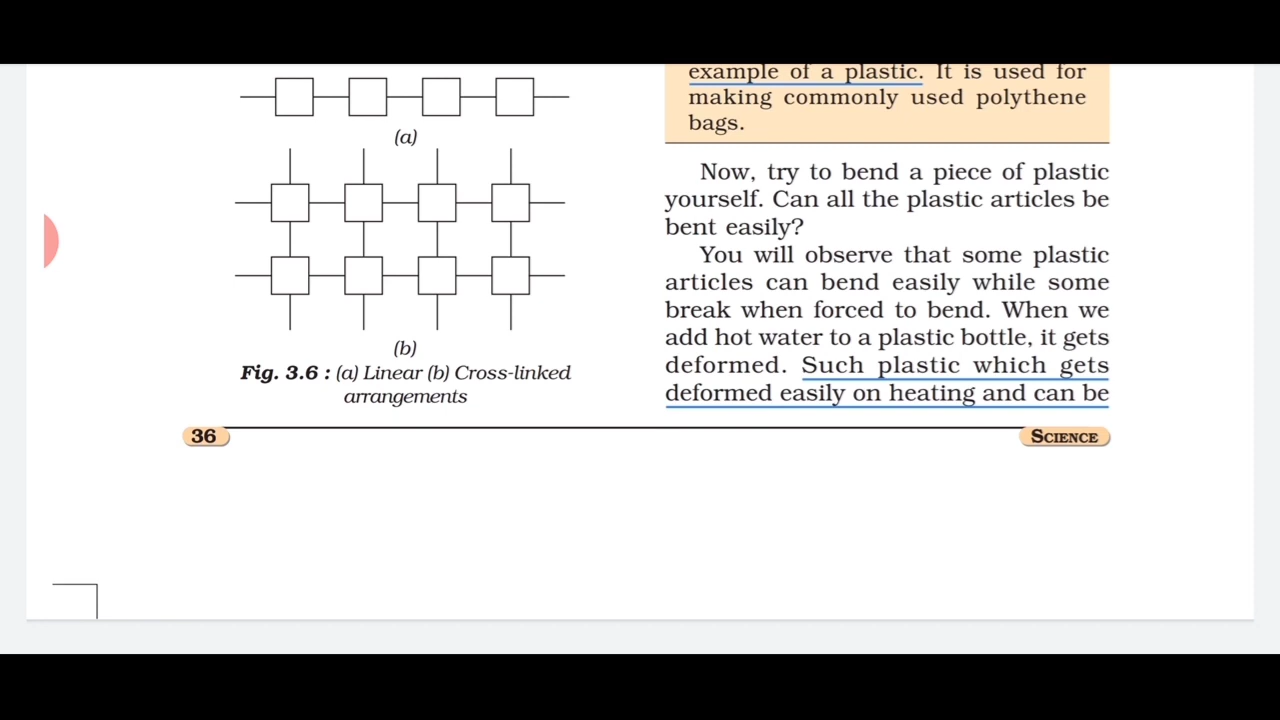 (a)
(b)
Fig. 3.6 : (a) Linear (b) Cross-linked
arrangements
example of a plastic. It is used for
making commonly used polythene
bags.
Now, try to bend a piece of plastic
yourself. Can all the plastic articles be
bent easily?
You will observe that some plastic
articles can bend easily while some
break when forced to bend. When we
add hot water to a plastic bottle, it gets
deformed. Such plastic which gets
deformed easily on heating and can be
36
SCIENCE